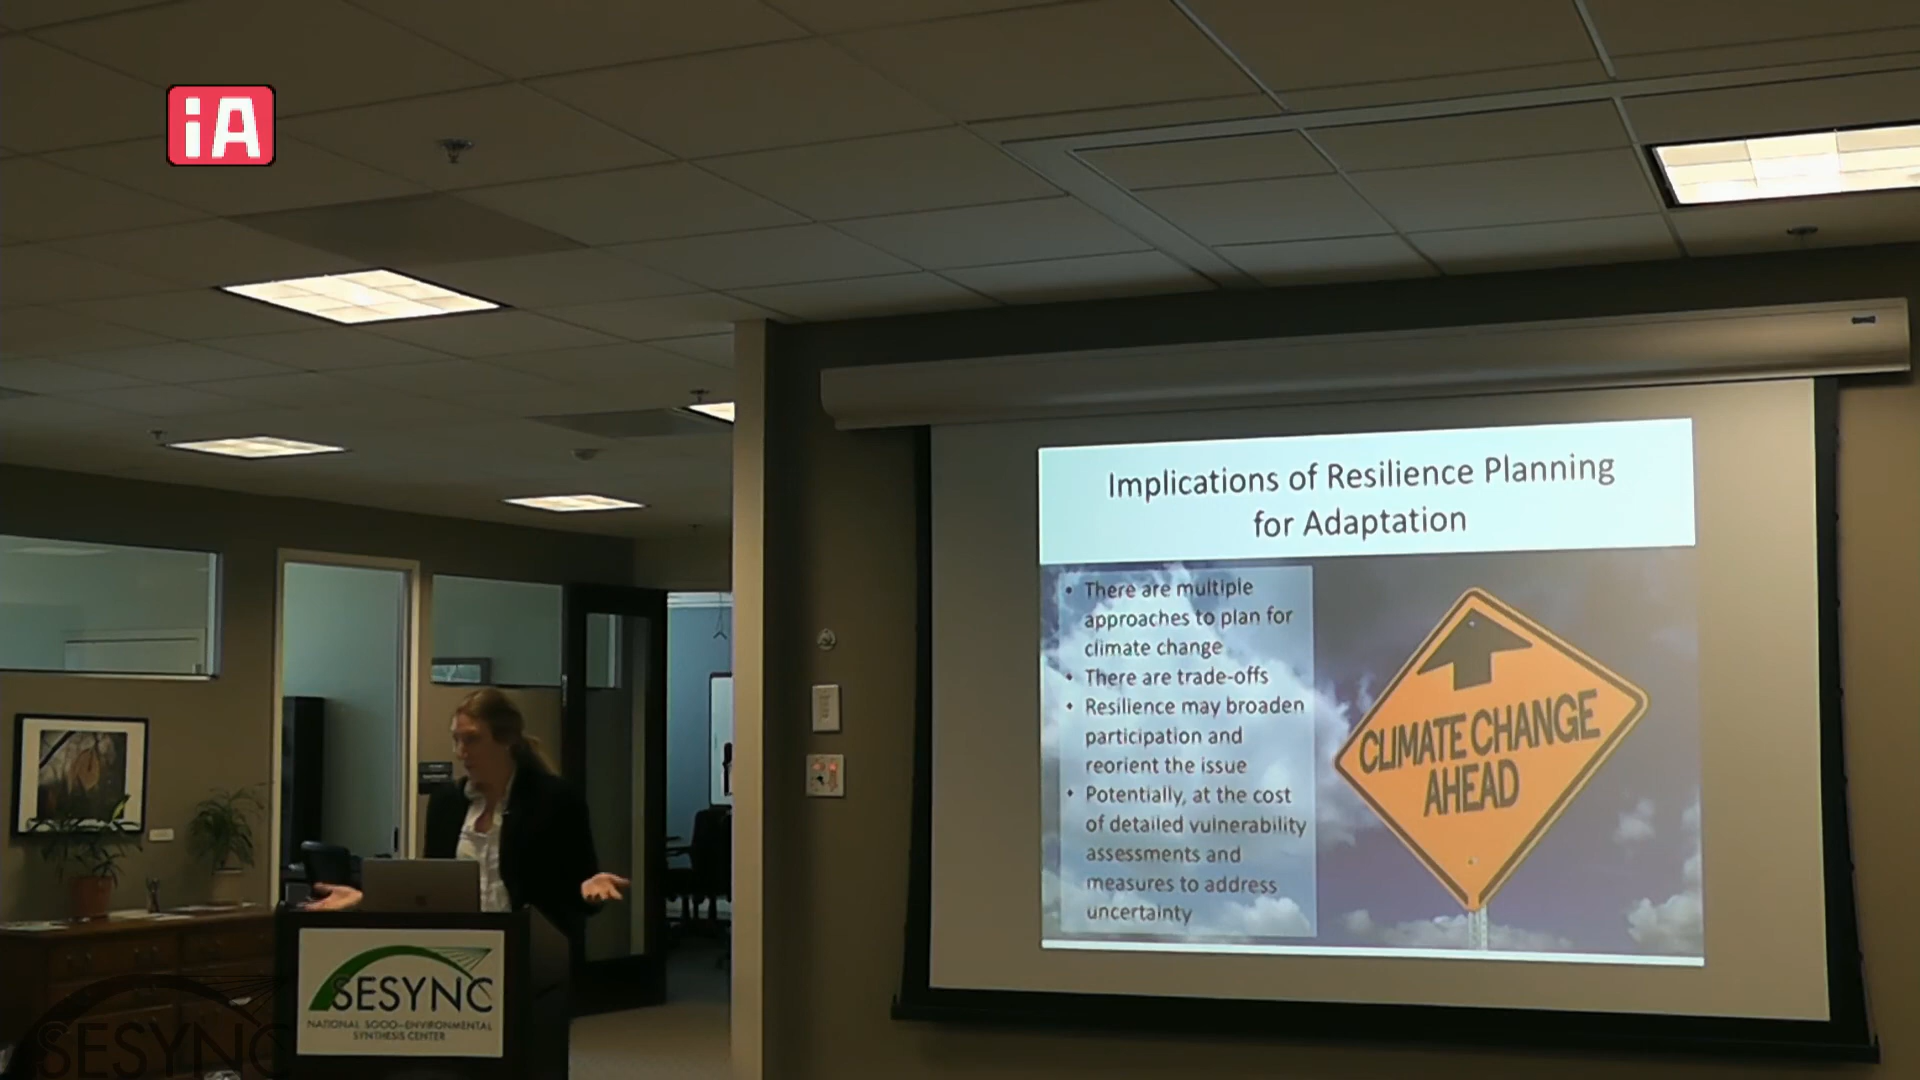 iA
Implications of Resilience Planning
for Adaptation
• There are multiple
approaches to plan for
climate change
• There are trade-offs
• Resilience may broaden
participation and
reorient the issue
• Potentially, at the cost
of detailed vulnerability
assessments and
measures to address
uncertainty
CLIMATE CHANGE
AHEAD
SESYNC
NATIONAL SOCIO-ENVIRONMENTAL
SYNTHESIS CENTER
SESYNC